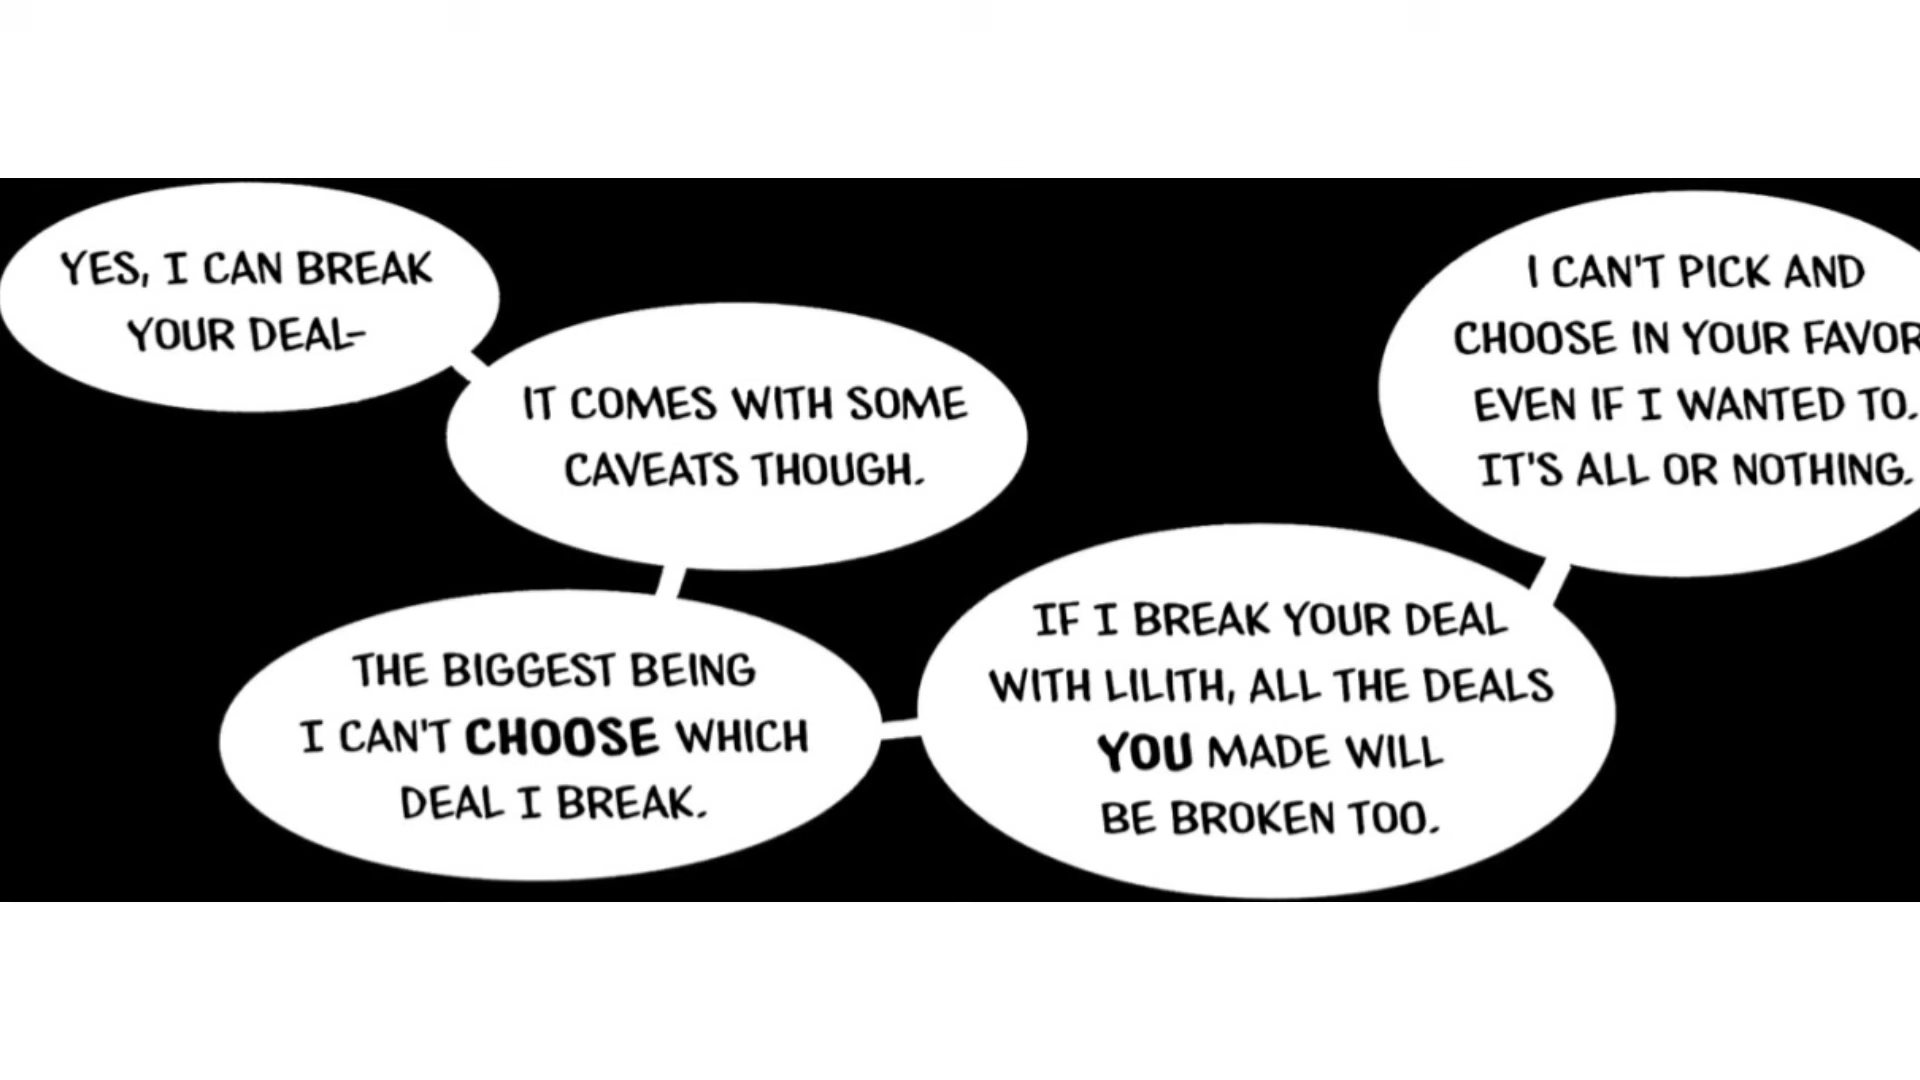 YES, I CAN BREAK
YOUR DEAL-
IT COMES WITH SOME
CAVEATS THOUGH.
THE BIGGEST BEING
I CAN'T CHOOSE WHICH
DEAL I BREAK.
IF I BREAK YOUR DEAL
WITH LILITH, ALL THE DEALS
YOU MADE WILL
BE BROKEN TOO.
I CAN'T PICK AND
CHOOSE IN YOUR FAVOR
EVEN IF I WANTED TO.
IT'S ALL OR NOTHING.